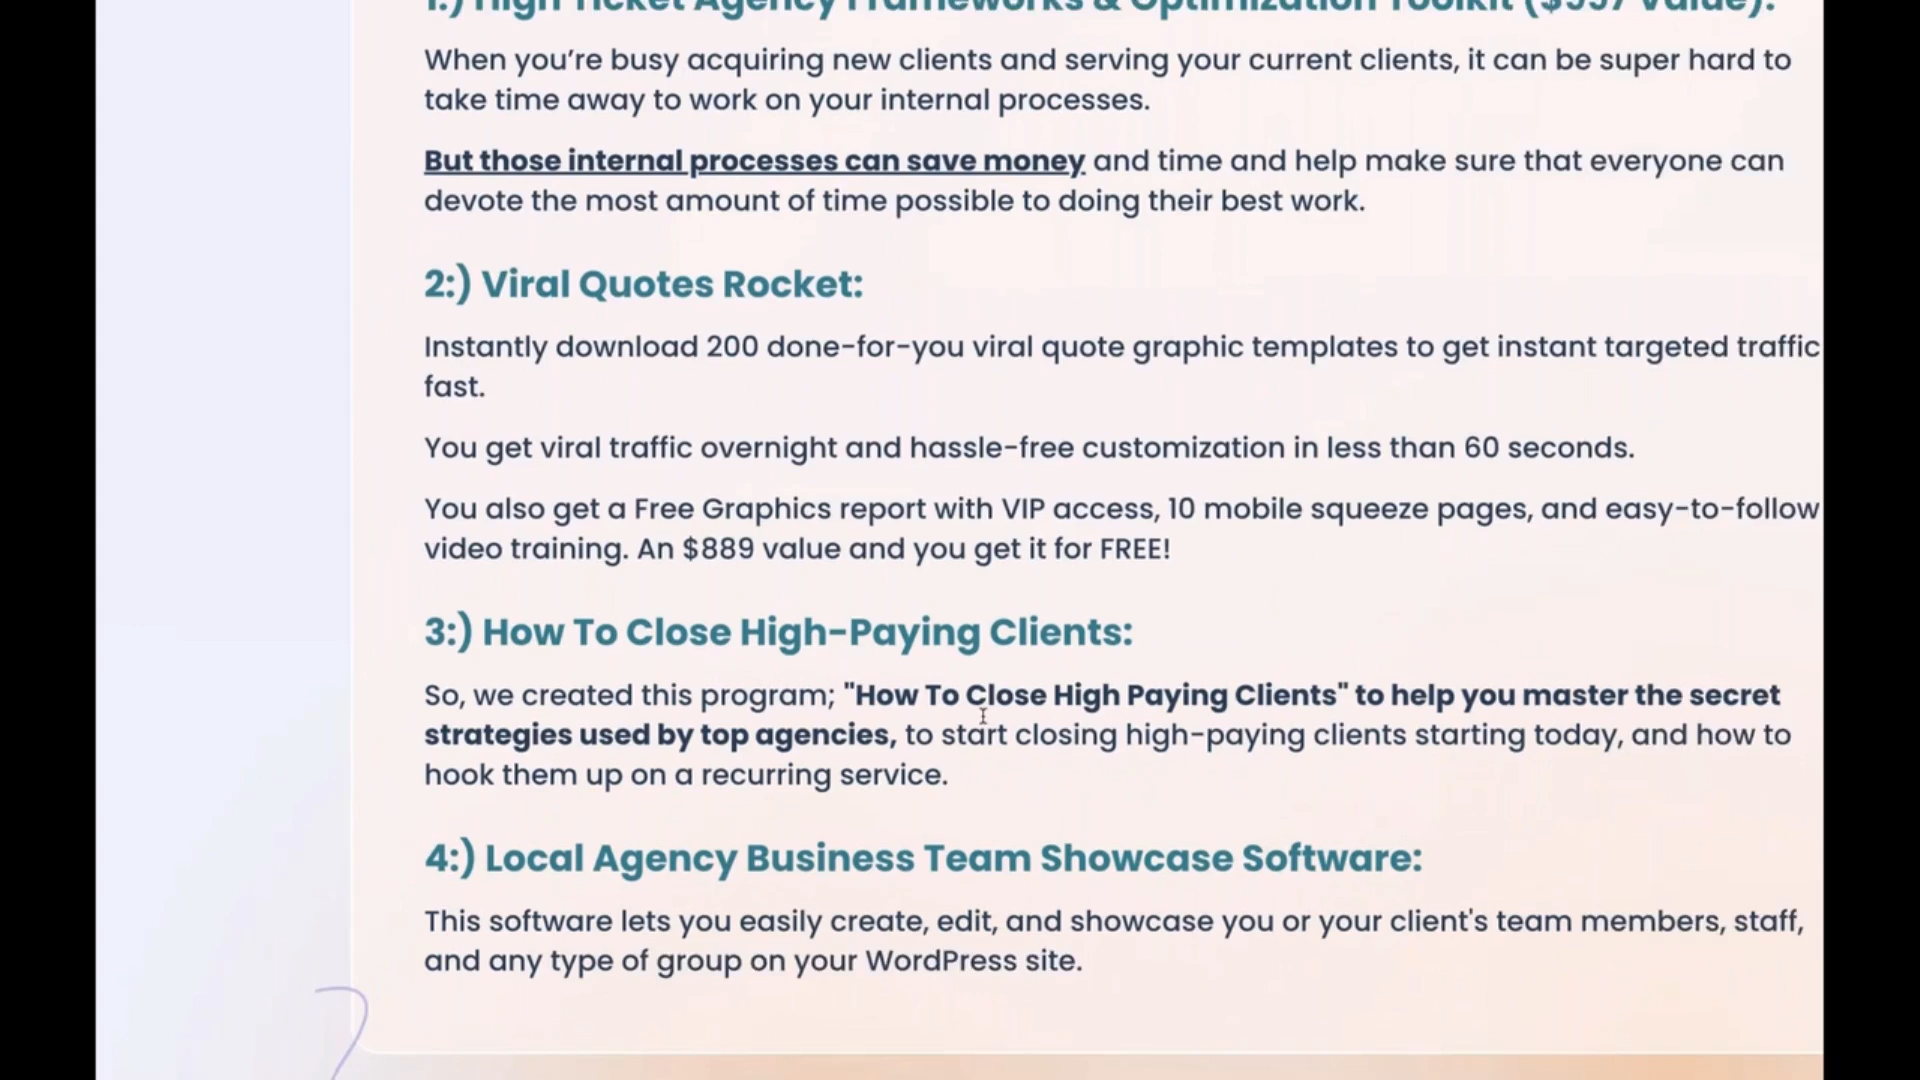 1:) High Ticket Agency Frameworks & Optimization Toolkit ($997 Value):
When you’re busy acquiring new clients and serving your current clients, it can be super hard to
take time away to work on your internal processes.
But those internal processes can save money and time and help make sure that everyone can
devote the most amount of time possible to doing their best work.
2:) Viral Quotes Rocket:
Instantly download 200 done-for-you viral quote graphic templates to get instant targeted traffic
fast.
You get viral traffic overnight and hassle-free customization in less than 60 seconds.
You also get a Free Graphics report with VIP access, 10 mobile squeeze pages, and easy-to-follow
video training. An $889 value and you get it for FREE!
3:) How To Close High-Paying Clients:
So, we created this program; "How To Close High Paying Clients" to help you master the secret
strategies used by top agencies, to start closing high-paying clients starting today, and how to
hook them up on a recurring service.
4:) Local Agency Business Team Showcase Software:
This software lets you easily create, edit, and showcase you or your client's team members, staff,
and any type of group on your WordPress site.